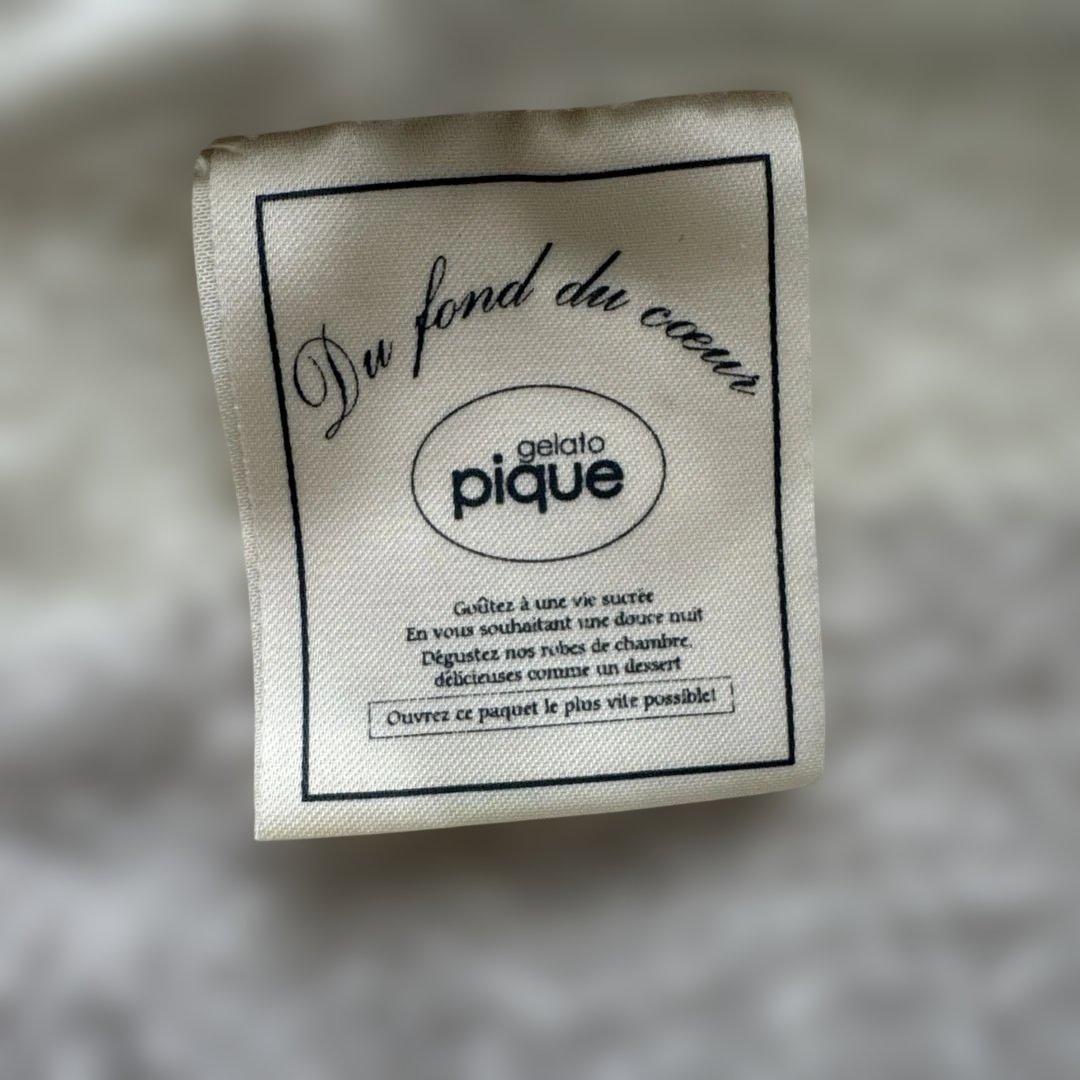 Du fond du cœur
gelato
pique
Goûtez à une vie sucrée
En vous souhaitant une douce nuit
Dégustez nos robes de chambre,
délicieuses comme un dessert
Ouvrez ce paquet le plus vite possible!